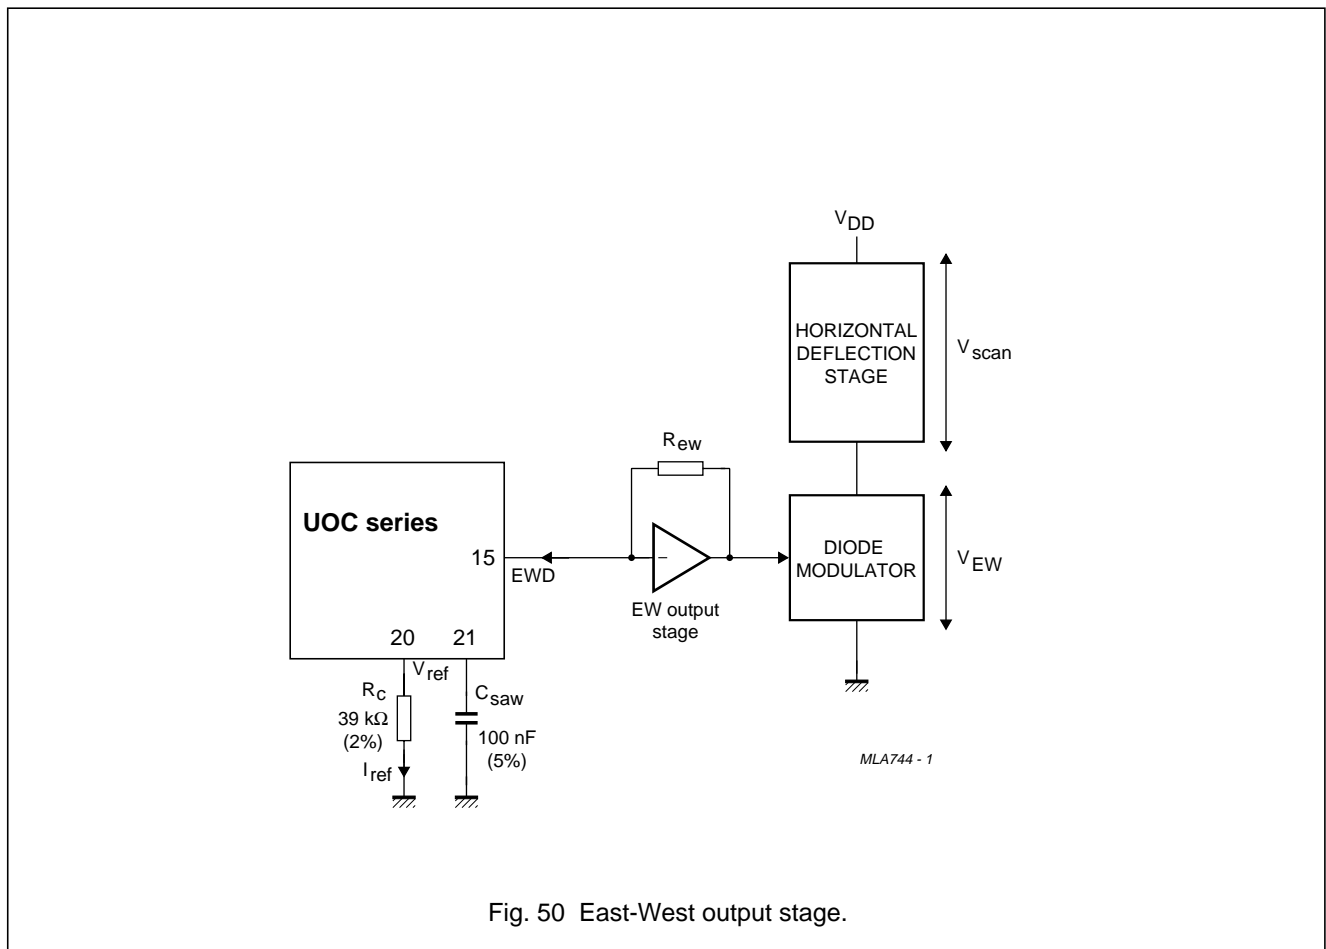 V_DD
HORIZONTAL
DEFLECTION
STAGE
V_scan
R_ew
UOC series
15
EWD
EW output
stage
DIODE
MODULATOR
V_EW
20
21
V_ref
R_C
39 kΩ
(2%)
I_ref
C_saw
100 nF
(5%)
MLA744 - 1
Fig. 50 East-West output stage.